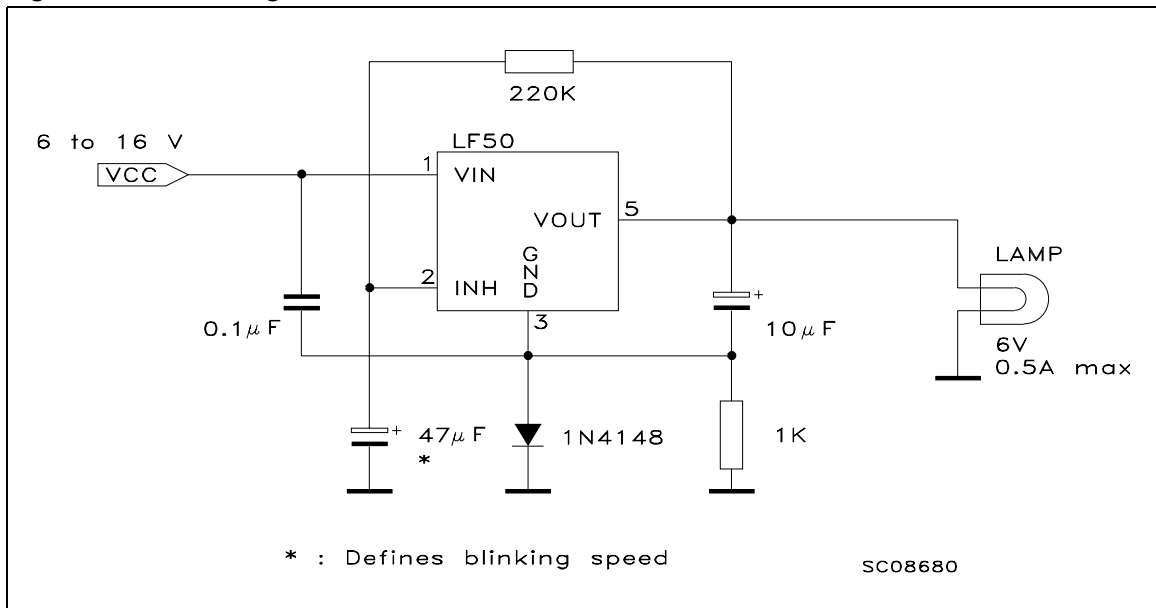 220K
6 to 16 V
VCC
LF50
1
VIN
VOUT
5
GND
2
INH
3
0.1μF
10μF
LAMP
6V
0.5A max
47μF
*
1N4148
1K
+
+
* : Defines blinking speed
SC08680